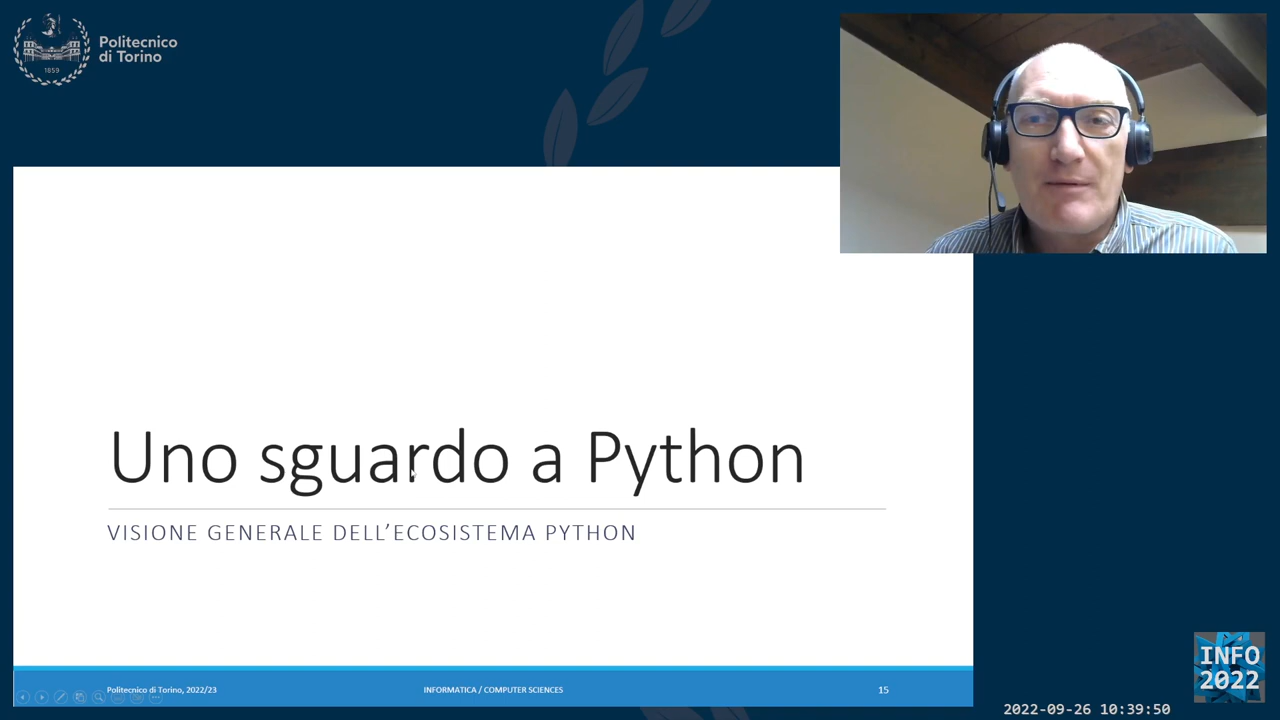 Politecnico
di Torino
1859
Uno sguardo a Python
VISIONE GENERALE DELL’ECOSISTEMA PYTHON
Politecnico di Torino, 2022/23
INFORMATICA / COMPUTER SCIENCES
15
INFO
2022
2022-09-26 10:39:50